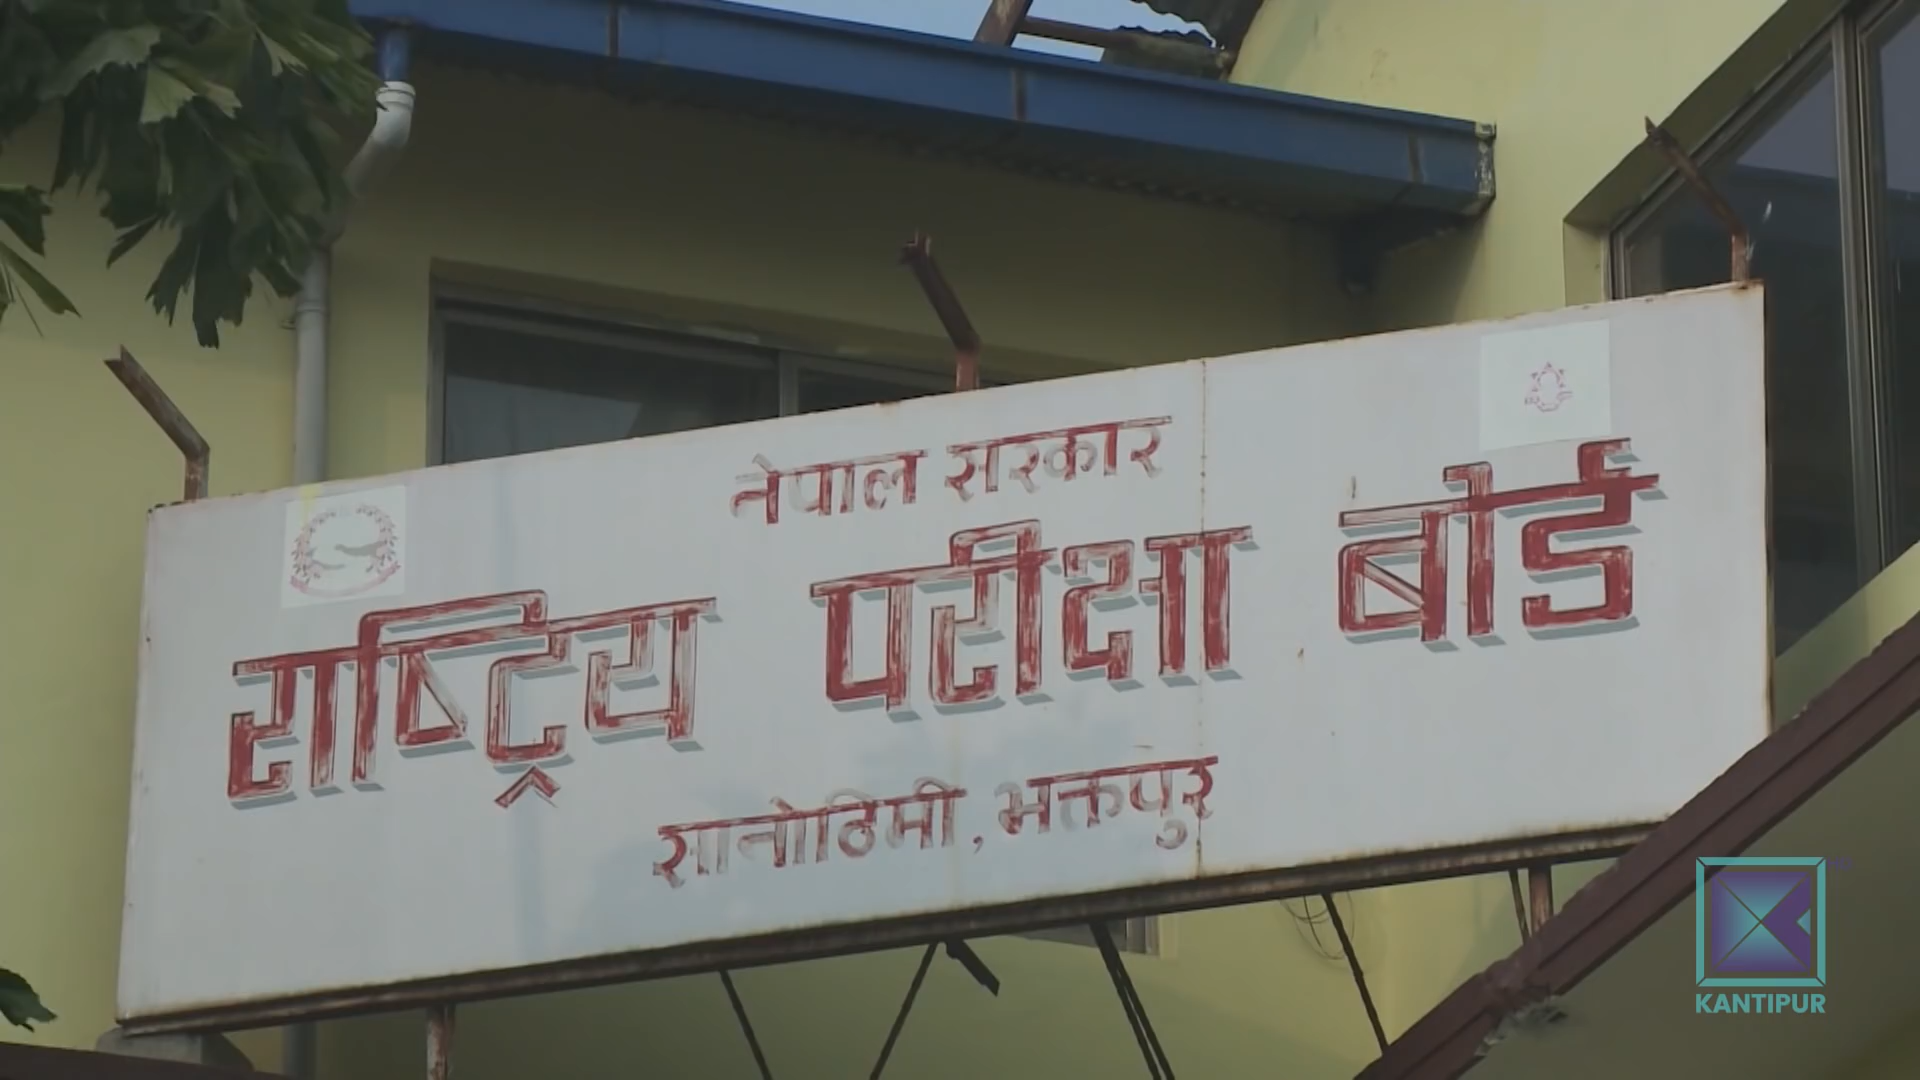 नेपाल सरकार
राष्ट्रिय परीक्षा बोर्ड
सानोठिमी, भक्तपुर
KANTIPUR